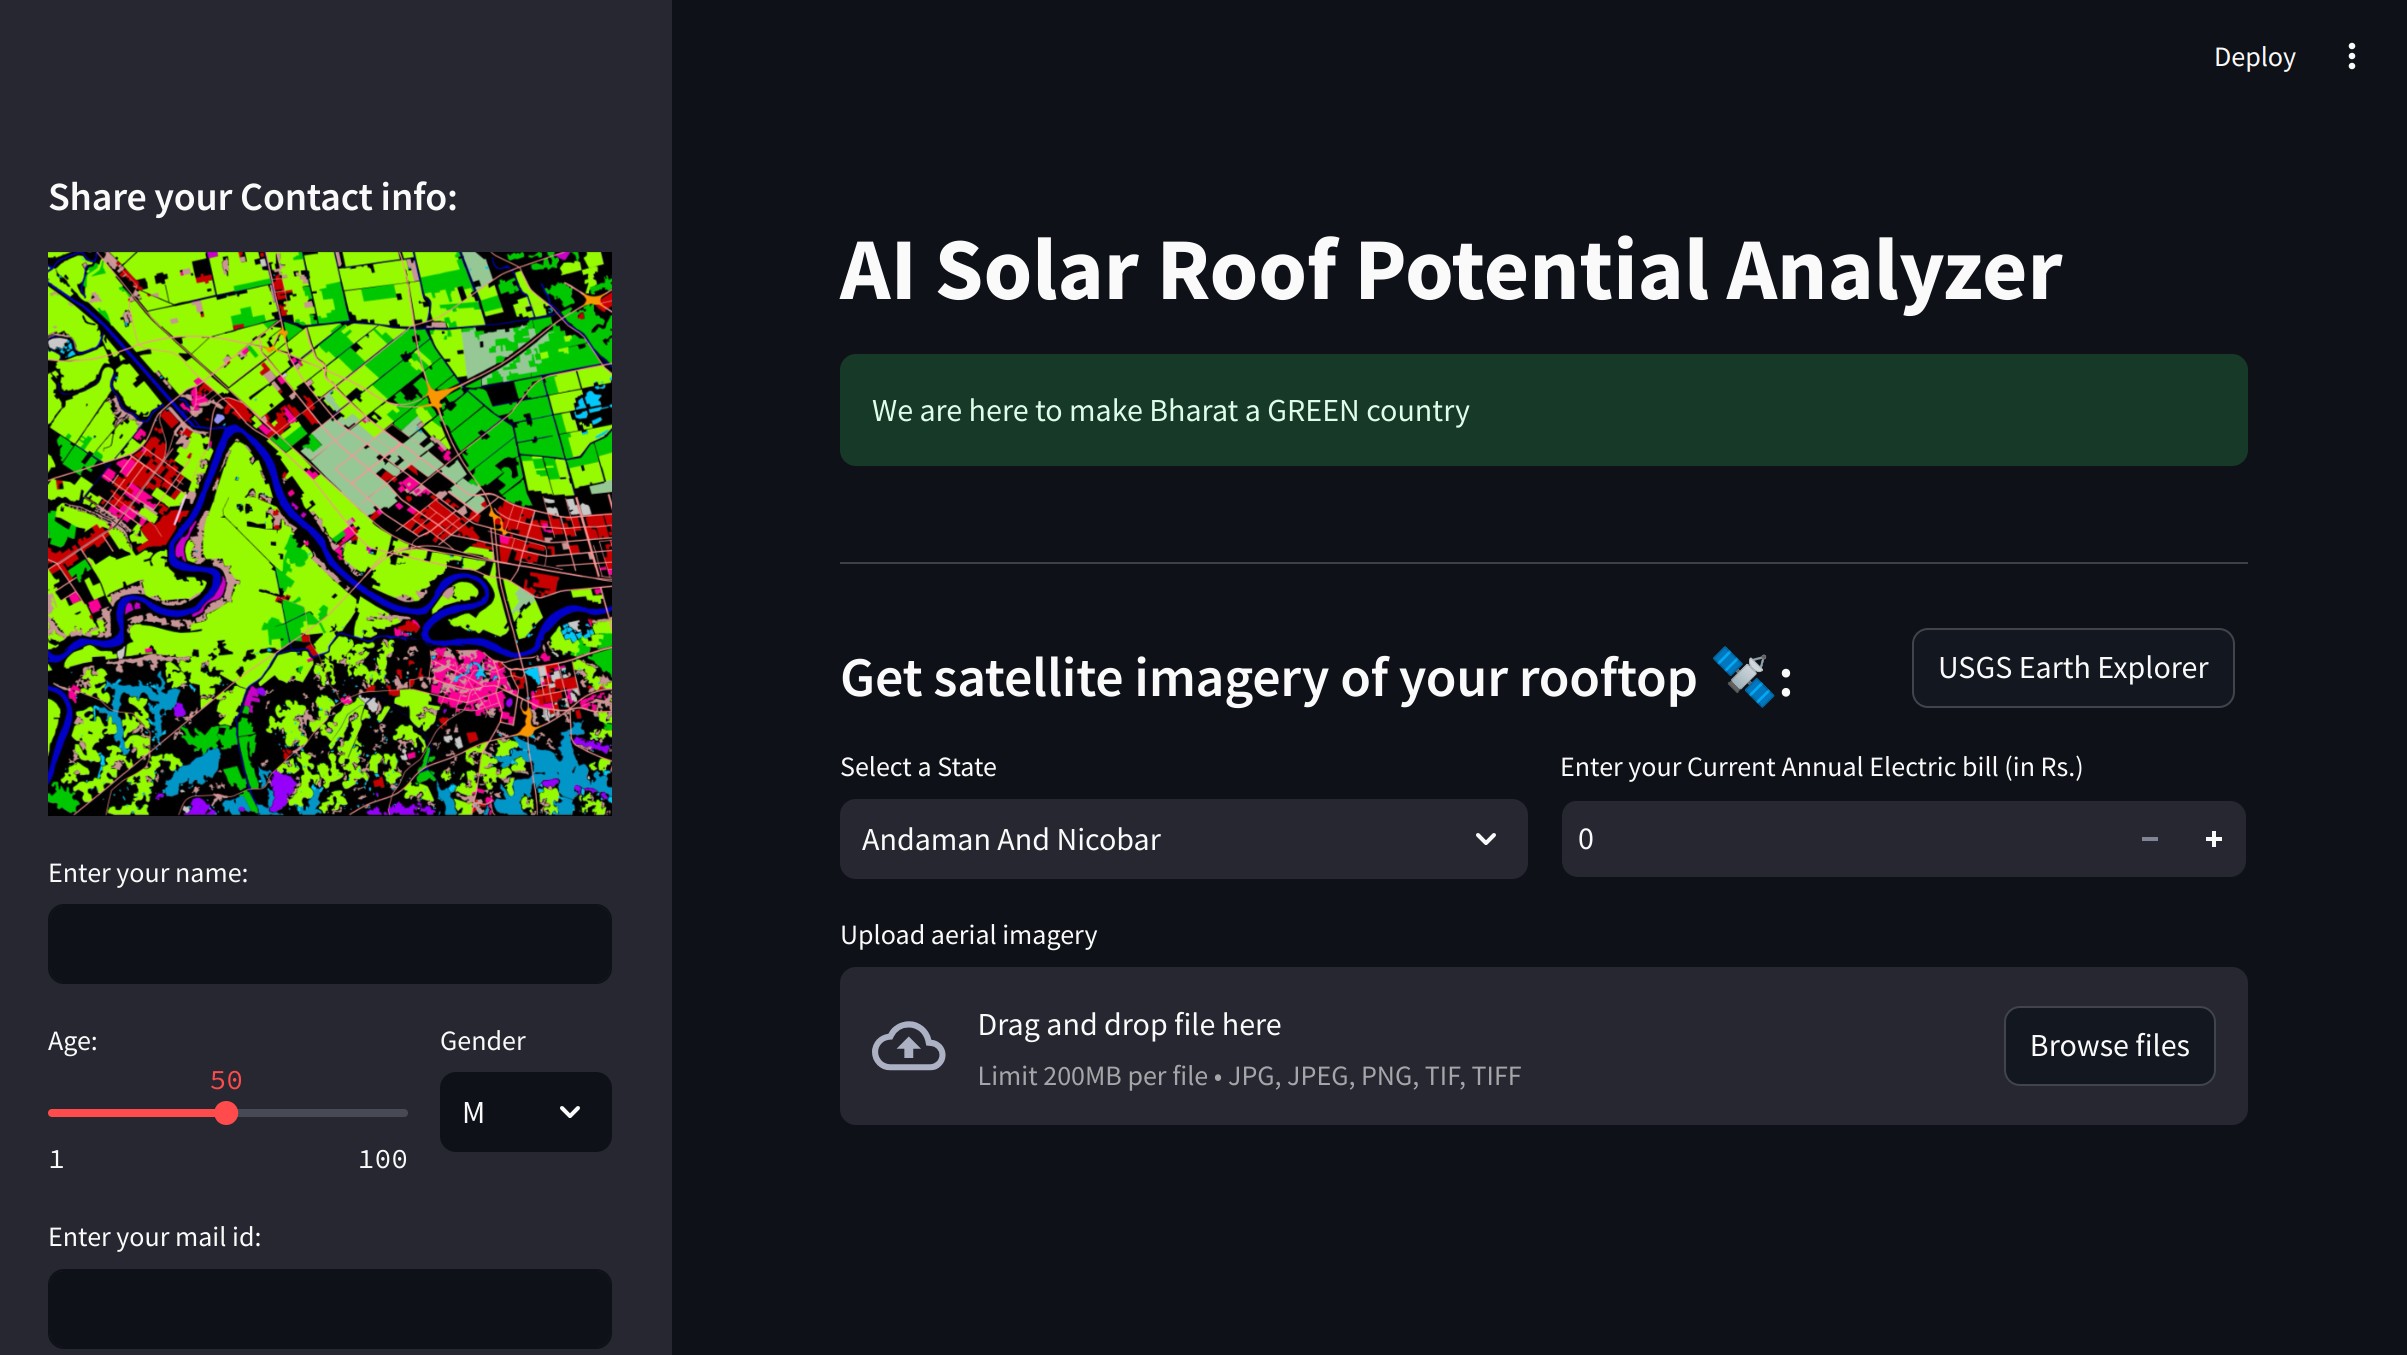 Deploy
Share your Contact info:
Enter your name:
Age:
Gender
50
M
1
100
Enter your mail id:
AI Solar Roof Potential Analyzer
We are here to make Bharat a GREEN country
Get satellite imagery of your rooftop 🛰️:
USGS Earth Explorer
Select a State
Enter your Current Annual Electric bill (in Rs.)
Andaman And Nicobar
0
Upload aerial imagery
Drag and drop file here
Limit 200MB per file • JPG, JPEG, PNG, TIF, TIFF
Browse files